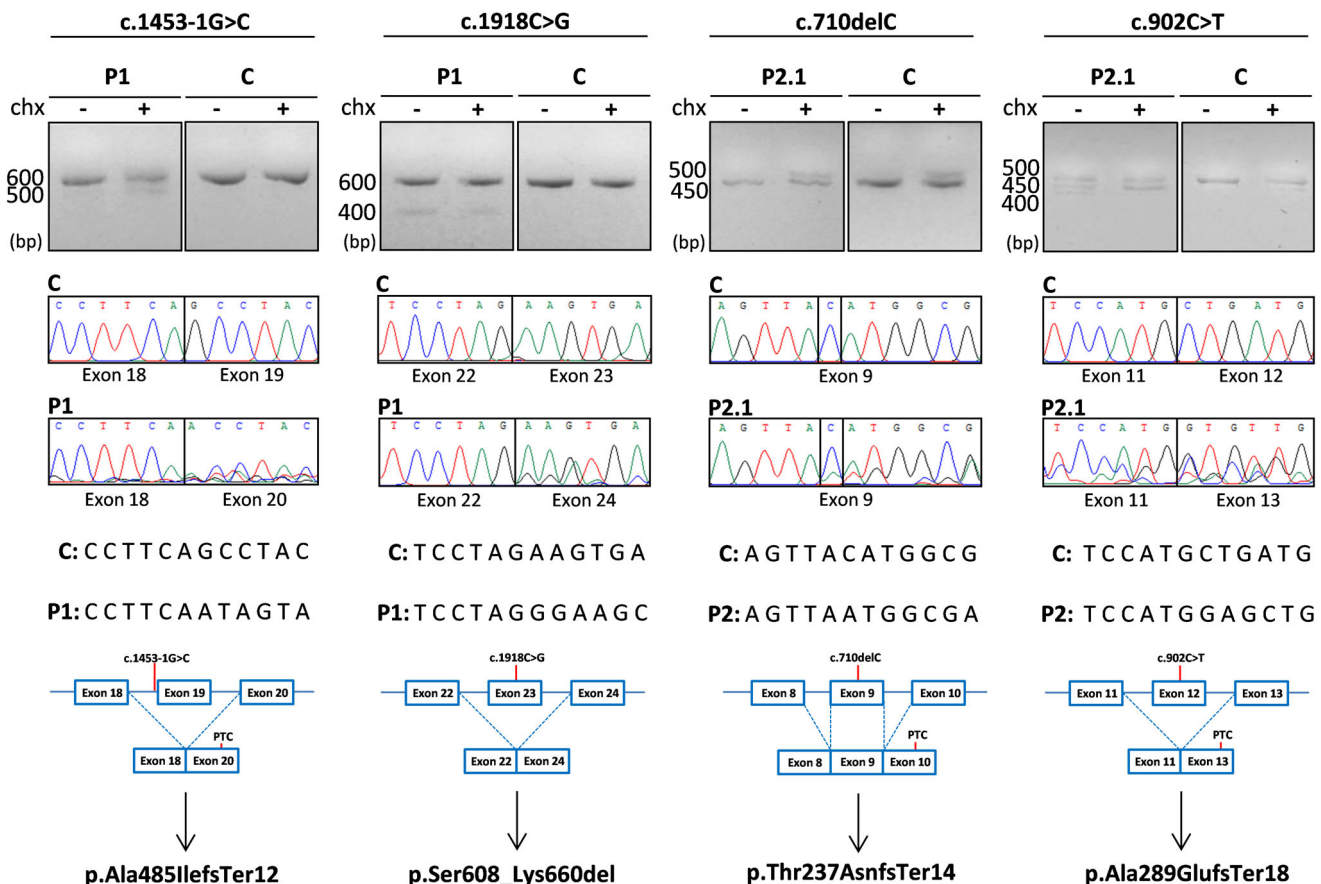 c.1453-1G>C
c.1918C>G
c.710delC
c.902C>T
P1 C
P1 C
P2.1 C
P2.1 C
chx - + - +
chx - + - +
chx - + - +
chx - + - +
600
500
(bp)
600
400
(bp)
500
450
(bp)
500
450
400
(bp)
C
C C T T C A G C C T A C
Exon 18 Exon 19
C
T C C T A G A A G T G A
Exon 22 Exon 23
C
A G T T A C A T G G C G
Exon 9
C
T C C A T G C T G A T G
Exon 11 Exon 12
P1
C C T T C A A C C T A C
Exon 18 Exon 20
P1
T C C T A G A A G T G A
Exon 22 Exon 24
P2.1
A G T T A C A T G G C G
Exon 9
P2.1
T C C A T G G T G T T G
Exon 11 Exon 13
C: C C T T C A G C C T A C
C: T C C T A G A A G T G A
C: A G T T A C A T G G C G
C: T C C A T G C T G A T G
P1: C C T T C A A T A G T A
P1: T C C T A G G G A A G C
P2: A G T T A A T G G C G A
P2: T C C A T G G A G C T G
c.1453-1G>C
Exon 18 Exon 19 Exon 20
PTC
Exon 18 Exon 20
c.1918C>G
Exon 22 Exon 23 Exon 24
Exon 22 Exon 24
c.710delC
Exon 8 Exon 9 Exon 10
PTC
Exon 8 Exon 9 Exon 10
c.902C>T
Exon 11 Exon 12 Exon 13
PTC
Exon 11 Exon 13
p.Ala485IlefsTer12
p.Ser608_Lys660del
p.Thr237AsnfsTer14
p.Ala289GlufsTer18